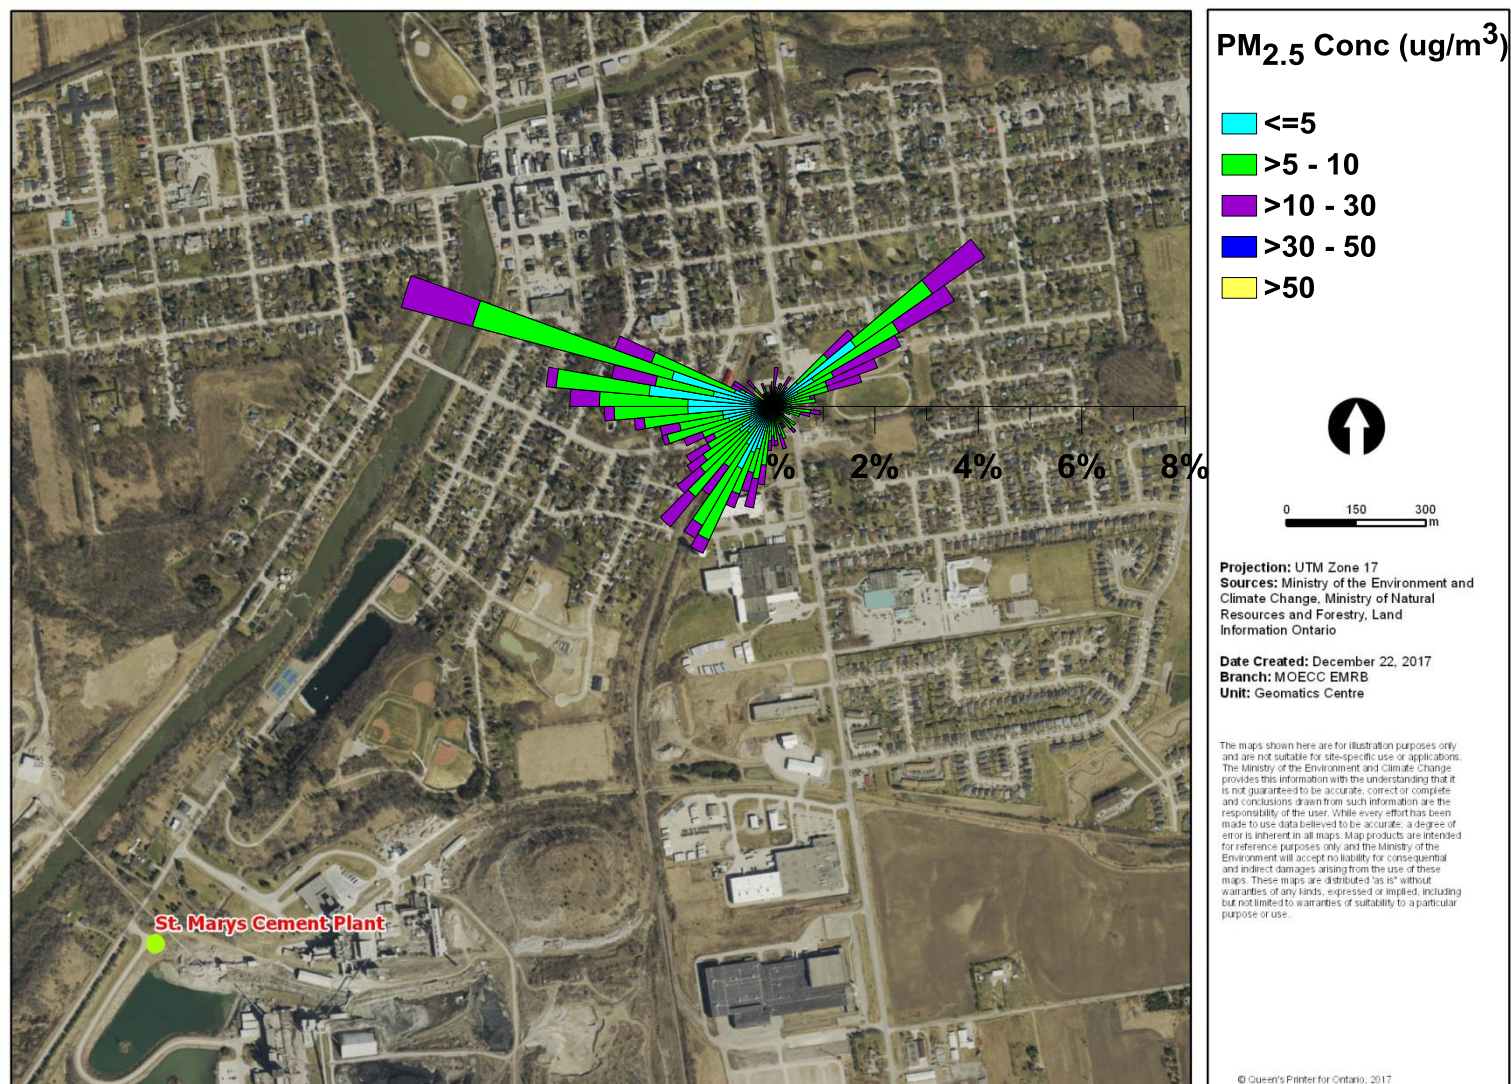 PM2.5 Conc (ug/m3)
<=5
>5 - 10
>10 - 30
>30 - 50
>50
% 2% 4% 6% 8%
St. Marys Cement Plant
0 150 300
m
Projection: UTM Zone 17
Sources: Ministry of the Environment and
Climate Change, Ministry of Natural
Resources and Forestry, Land
Information Ontario
Date Created: December 22, 2017
Branch: MOECC EMRB
Unit: Geomatics Centre
The maps shown here are for illustration purposes only
and are not suitable for site-specific use or applications.
The Ministry of the Environment and Climate Change
provides this information with the understanding that it
is not guaranteed to be accurate, correct or complete
and conclusions drawn from such information are the
responsibility of the user. While every effort has been
made to use data believed to be accurate; a degree of
error is inherent in all maps. Map products are intended
for reference purposes only and the Ministry of the
Environment will accept no liability for consequential
and indirect damages arising from the use of these
maps. These maps are distributed 'as is" without
warranties of any kinds, expressed or implied, including
but not limited to warranties of suitability to a particular
purpose or use.
© Queen's Printer for Ontario, 2017